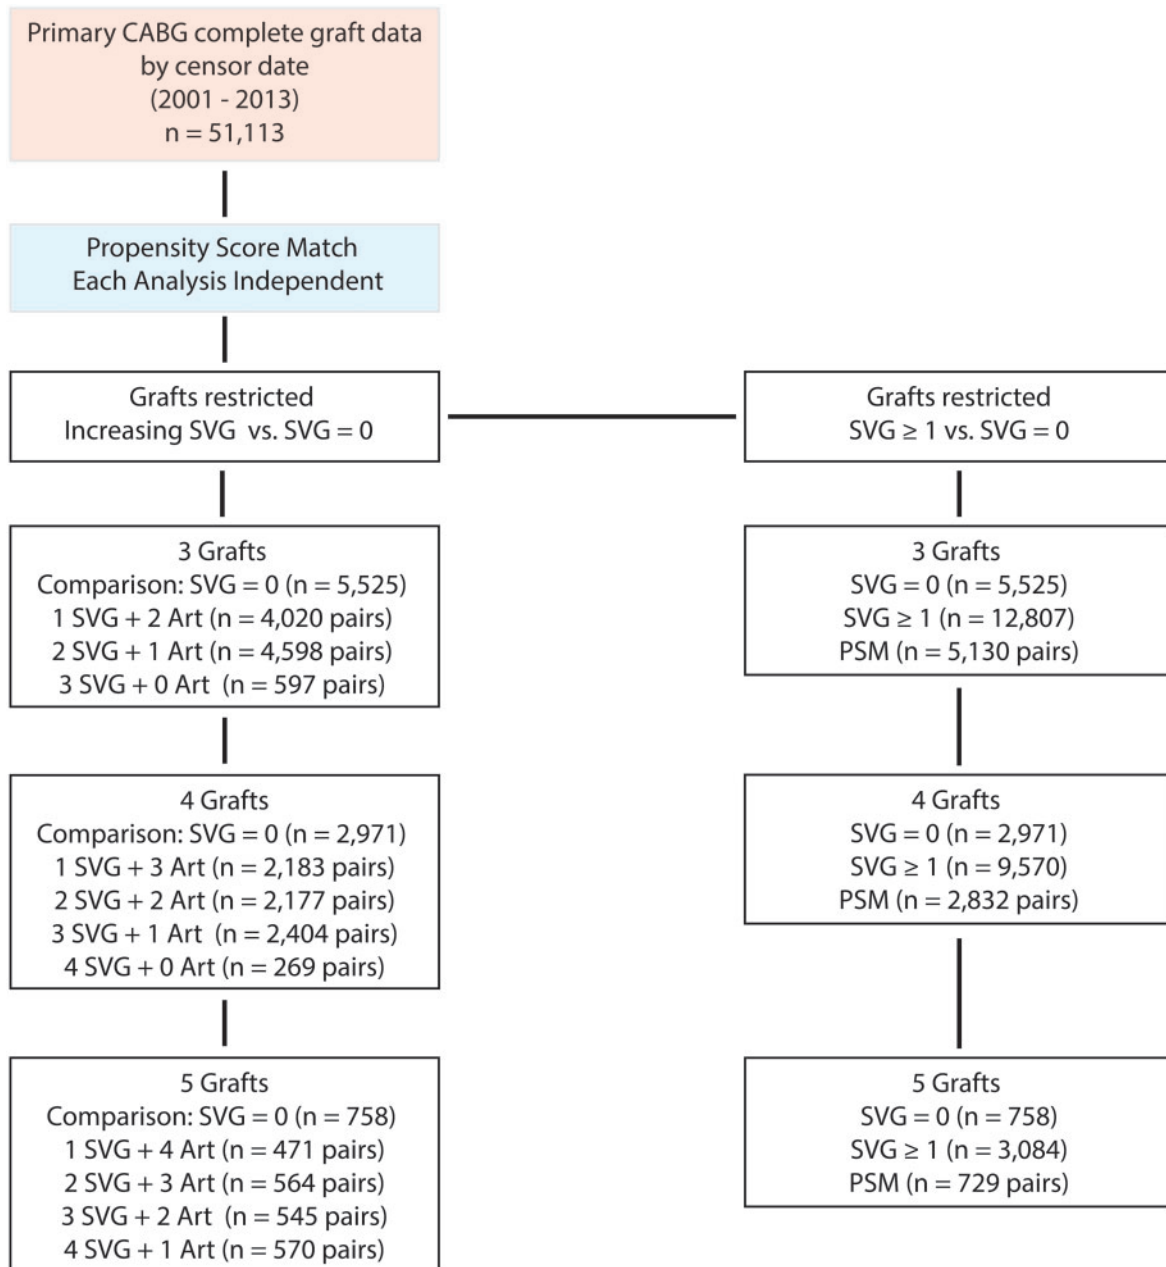 Primary CABG complete graft data
by censor date
(2001 - 2013)
n = 51,113
Propensity Score Match
Each Analysis Independent
Grafts restricted
Increasing SVG vs. SVG = 0
Grafts restricted
SVG ≥ 1 vs. SVG = 0
3 Grafts
Comparison: SVG = 0 (n = 5,525)
1 SVG + 2 Art (n = 4,020 pairs)
2 SVG + 1 Art (n = 4,598 pairs)
3 SVG + 0 Art (n = 597 pairs)
3 Grafts
SVG = 0 (n = 5,525)
SVG ≥ 1 (n = 12,807)
PSM (n = 5,130 pairs)
4 Grafts
Comparison: SVG = 0 (n = 2,971)
1 SVG + 3 Art (n = 2,183 pairs)
2 SVG + 2 Art (n = 2,177 pairs)
3 SVG + 1 Art (n = 2,404 pairs)
4 SVG + 0 Art (n = 269 pairs)
4 Grafts
SVG = 0 (n = 2,971)
SVG ≥ 1 (n = 9,570)
PSM (n = 2,832 pairs)
5 Grafts
Comparison: SVG = 0 (n = 758)
1 SVG + 4 Art (n = 471 pairs)
2 SVG + 3 Art (n = 564 pairs)
3 SVG + 2 Art (n = 545 pairs)
4 SVG + 1 Art (n = 570 pairs)
5 Grafts
SVG = 0 (n = 758)
SVG ≥ 1 (n = 3,084)
PSM (n = 729 pairs)